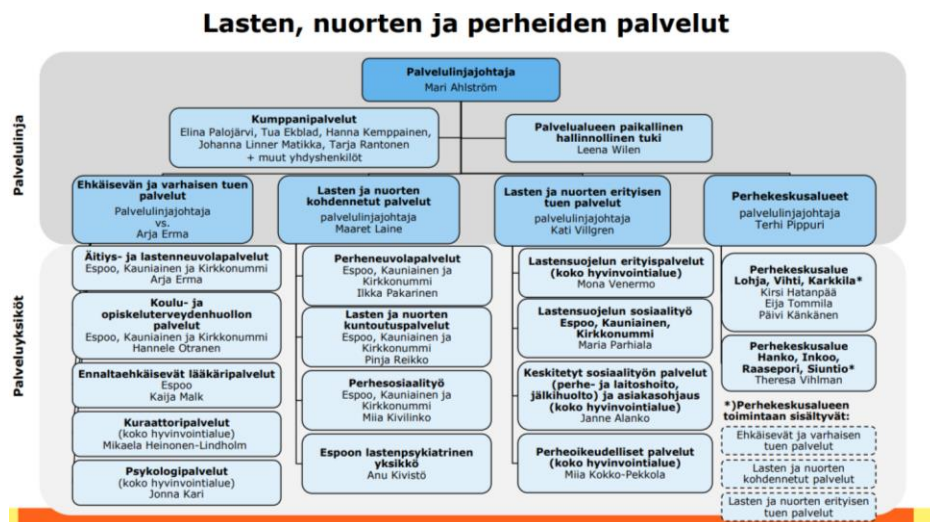 Lasten, nuorten ja perheiden palvelut
Palvelulinja
Palvelulinjajohtaja
Mari Ahlström
Kumppanipalvelut
Elina Palojärvi, Tua Ekblad, Hanna Kemppainen,
Johanna Linner Matikka, Tarja Rantonen
+ muut yhdyshenkilöt
Palvelualueen paikallinen
hallinnollinen tuki
Leena Wilen
Ehkäisevän ja varhaisen tuen
palvelut
Palvelulinjajohtaja
vs.
Arja Erma
Lasten ja nuorten
kohdennetut palvelut
palvelulinjajohtaja
Maaret Laine
Lasten ja nuorten erityisen
tuen palvelut
palvelulinjajohtaja
Kati Villgren
Perhekeskusalueet
palvelulinjajohtaja
Terhi Pippuri
Palveluyksiköt
Äitiys- ja lastenneuvolapalvelut
Espoo, Kauniainen ja Kirkkonummi
Arja Erma
Koulu- ja
opiskeluterveydenhuollon
palvelut
Espoo, Kauniainen ja Kirkkonummi
Hannele Otranen
Ennaltaehkäisevät lääkäripalvelut
Espoo
Kaija Malk
Kuraattoripalvelut
(koko hyvinvointialue)
Mikaela Heinonen-Lindholm
Psykologipalvelut
(koko hyvinvointialue)
Jonna Kari
Perheneuvolapalvelut
Espoo, Kauniainen ja
Kirkkonummi
Ilkka Pakarinen
Lasten ja nuorten
kuntoutuspalvelut
Espoo, Kauniainen ja
Kirkkonummi
Pinja Reikko
Perhesosiaalityö
Espoo, Kauniainen ja
Kirkkonummi
Miia Kivilinko
Espoon lastenpsykiatrinen
yksikkö
Anu Kivistö
Lastensuojelun erityispalvelut
(koko hyvinvointialue)
Mona Venermo
Lastensuojelun sosiaalityö
Espoo, Kauniainen,
Kirkkonummi
Maria Parhiala
Keskitetyt sosiaalityön palvelut
(perhe- ja laitoshoito,
jälkihuolto) ja asiakasohjaus
(koko hyvinvointialue)
Janne Alanko
Perheoikeudelliset palvelut
(koko hyvinvointialue)
Miia Kokko-Pekkola
Perhekeskusalue
Lohja, Vihti, Karkkila*
Kirsi Hatanpää
Eija Tommila
Päivi Känkänen
Perhekeskusalue
Hanko, Inkoo,
Raasepori, Siuntio*
Theresa Vihlman
*)Perhekeskusalueen
toimintaan sisältyvät:
Ehkäisevät ja varhaisen
tuen palvelut
Lasten ja nuorten
kohdennetut palvelut
Lasten ja nuorten erityisen
tuen palvelut